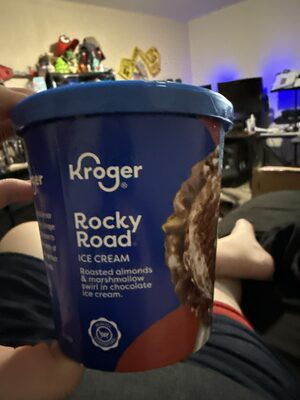 Kroger
Rocky
Road
ICE CREAM
Roasted almonds
& marshmallow
swirl in chocolate
ice cream.